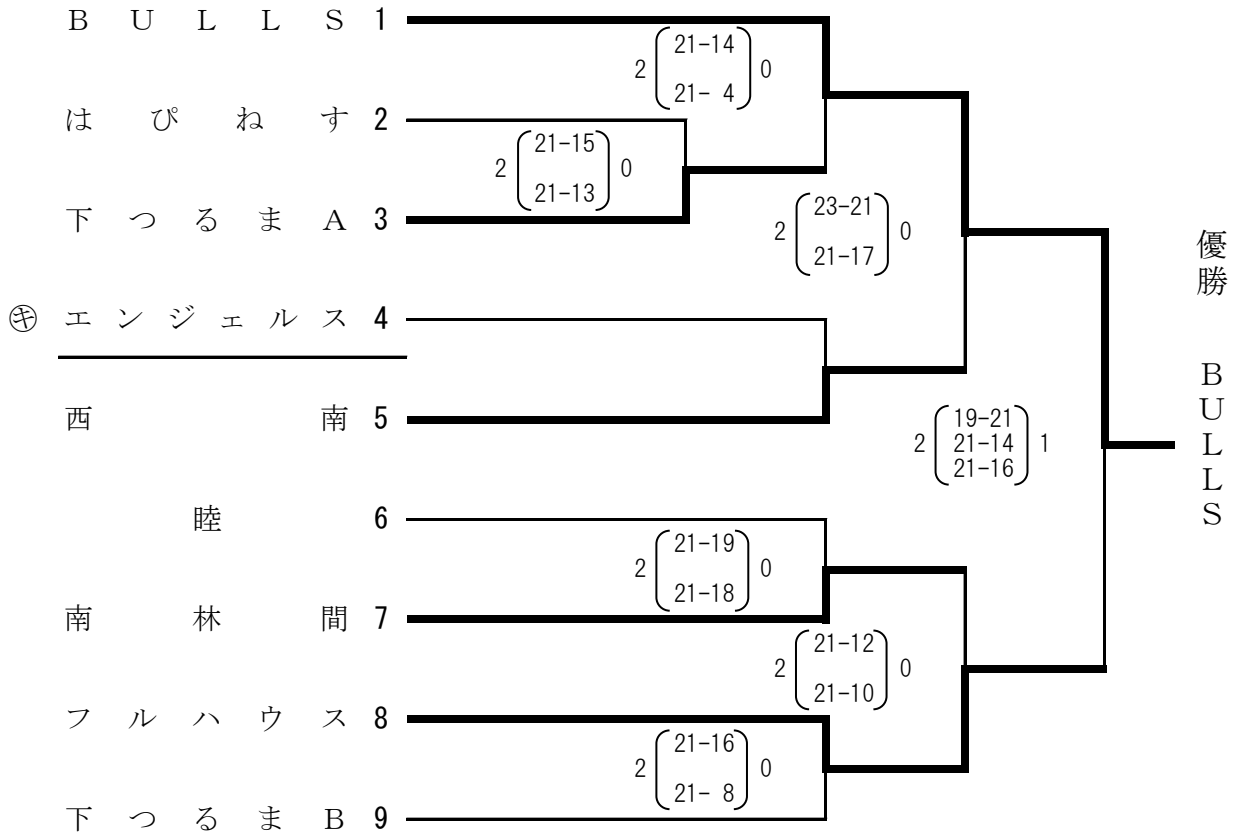 BULLS 1
21-14
2 0
21- 4
はぴねす 2
21-15
2 0
21-13
下つるまA 3
23-21
2 0
21-17
㋖エンジェルス 4
西南 5
19-21
2 21-14 1
21-16
睦 6
21-19
2 0
21-18
南林間 7
21-12
2 0
21-10
フルハウス 8
21-16
2 0
21- 8
下つるまB 9
優勝 BULLS